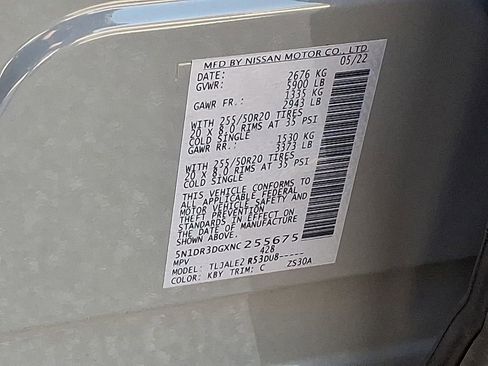 MFD BY NISSAN MOTOR CO., LTD
DATE: 05/22
GVWR: 2676 KG
5900 LB
GAWR FR.: 1335 KG
2943 LB
WITH 255/50R20 TIRES
20 X 8.0 RIMS AT 35 PSI
COLD SINGLE
GAWR RR.: 1530 KG
3373 LB
WITH 255/50R20 TIRES
20 X 8.0 RIMS AT 35 PSI
COLD SINGLE
THIS VEHICLE CONFORMS TO
ALL APPLICABLE FEDERAL
MOTOR VEHICLE SAFETY AND
THEFT PREVENTION
STANDARDS IN EFFECT ON
THE DATE OF MANUFACTURE
SHOWN ABOVE.
5N1DR3DGXNC 255675
MPV 428
MODEL: TLJALE2 R53DU8----
COLOR: KBY TRIM: C ZS30A